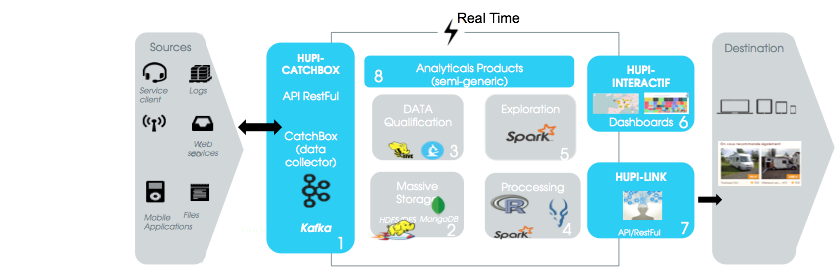 Real Time
Sources
Service
client
Logs
Web
services
Mobile
Applications
Files
HUPI-
CATCHBOX
API RestFul
CatchBox
(data
collector)
Kafka
1
8
Analyticals Products
(semi-generic)
DATA
Qualification
HIVE
3
Exploration
Spark
5
Massive
Storage
MongoDB
2
Proccessing
R
Spark
4
HUPI-
INTERACTIF
Dashboards
6
HUPI-LINK
API/RestFul
7
Destination